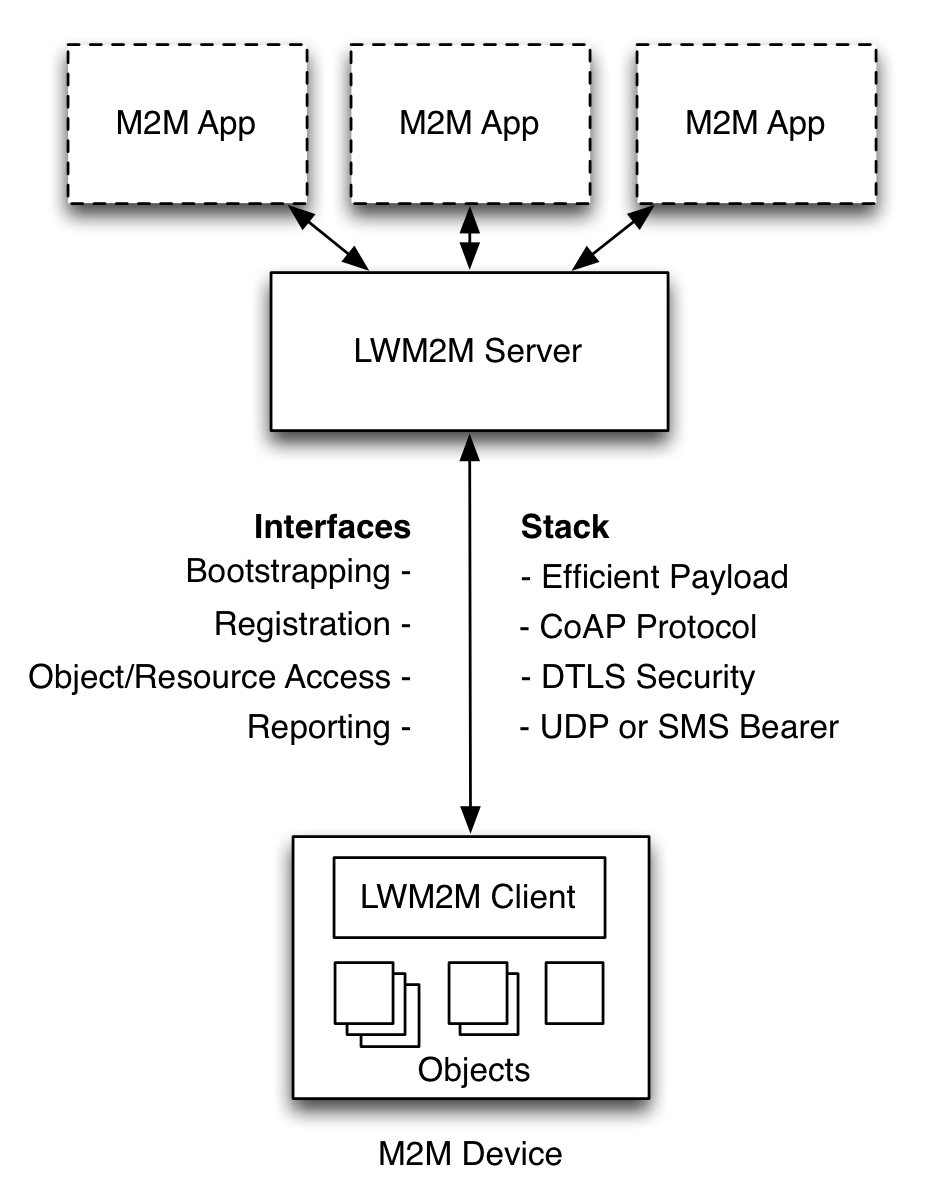 M2M App
M2M App
M2M App
LWM2M Server
Interfaces
Bootstrapping -
Registration -
Object/Resource Access -
Reporting -
Stack
- Efficient Payload
- CoAP Protocol
- DTLS Security
- UDP or SMS Bearer
LWM2M Client
Objects
M2M Device